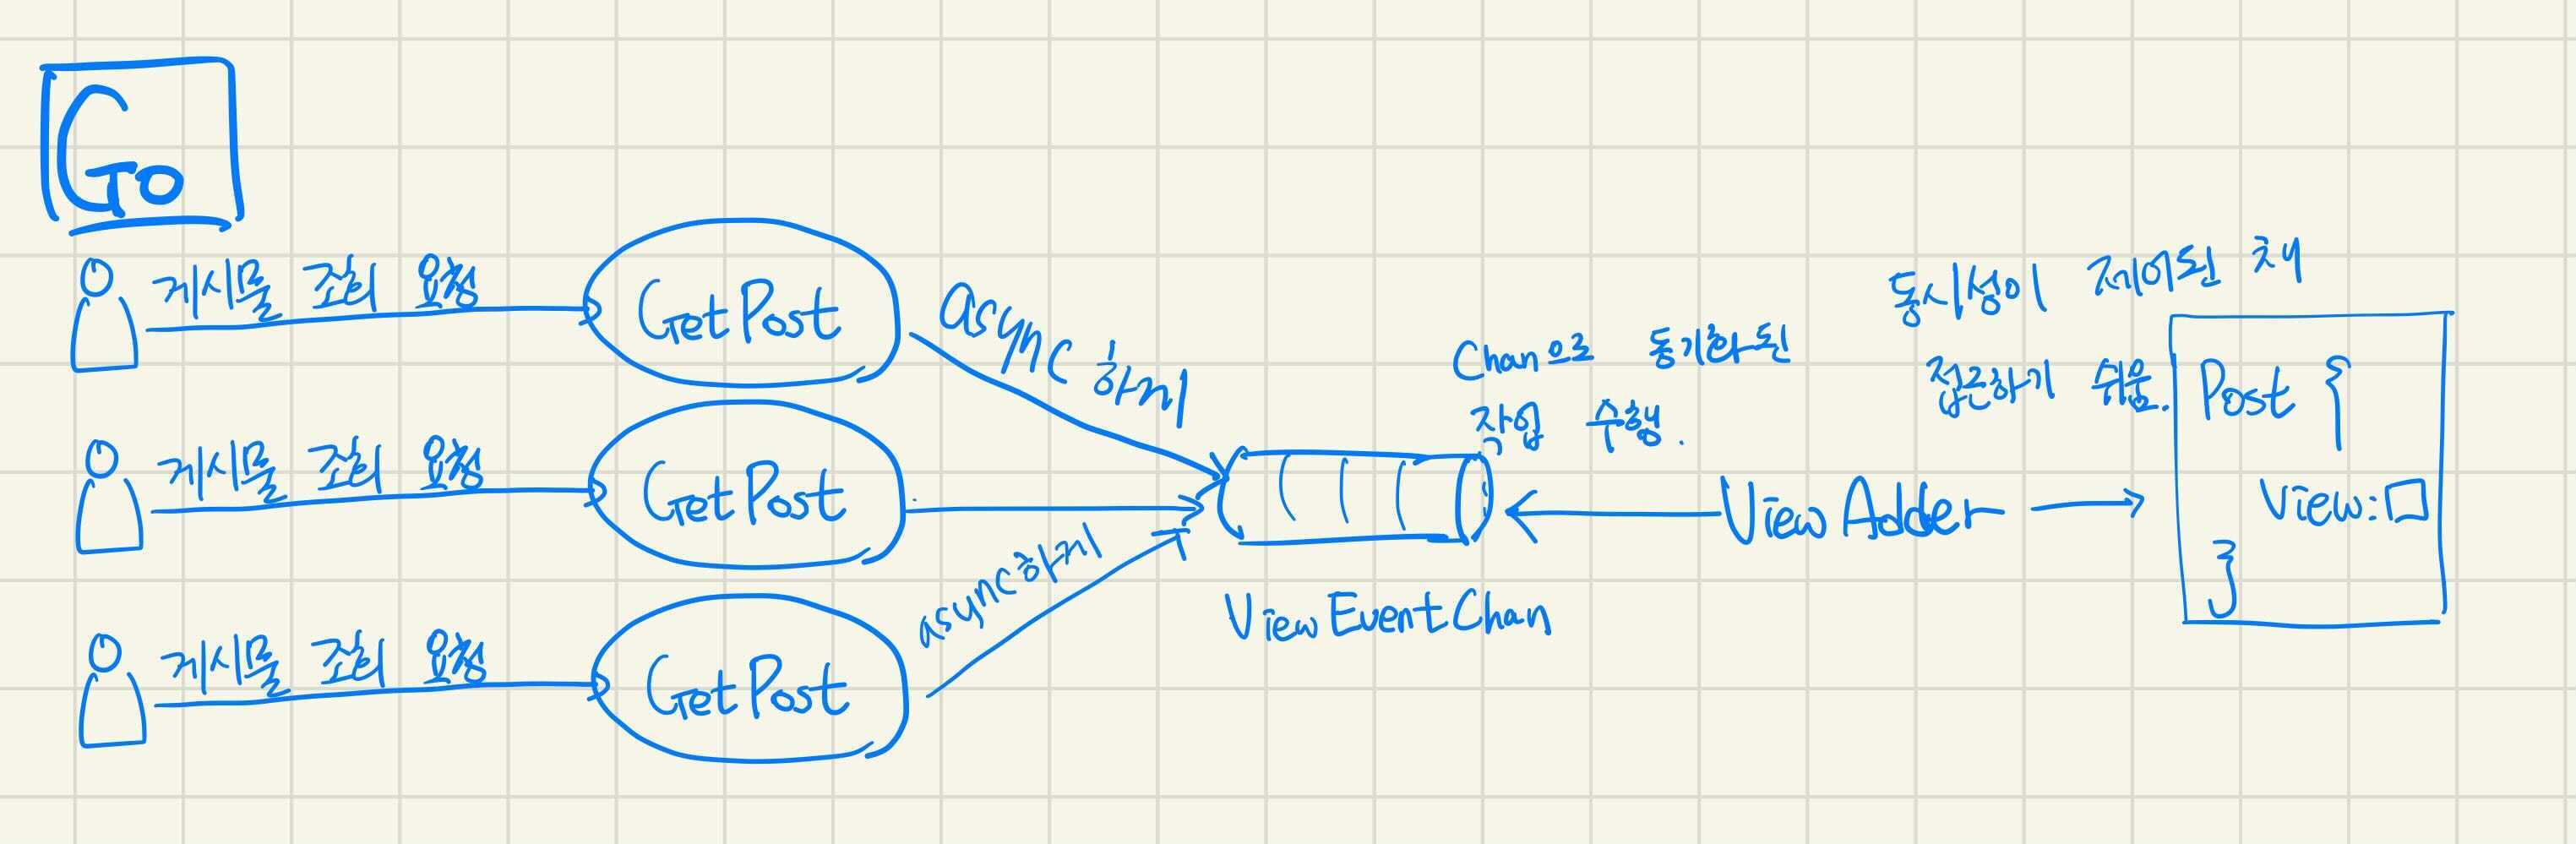 Go
게시물 조회 요청
GetPost
async 하게
게시물 조회 요청
GetPost
게시물 조회 요청
GetPost
async하게
Chan으로 동기화된
작업 수행.
ViewEventChan
View Adder
동시성이 제어된 채
접근하기 쉬움.
Post {
View:
}